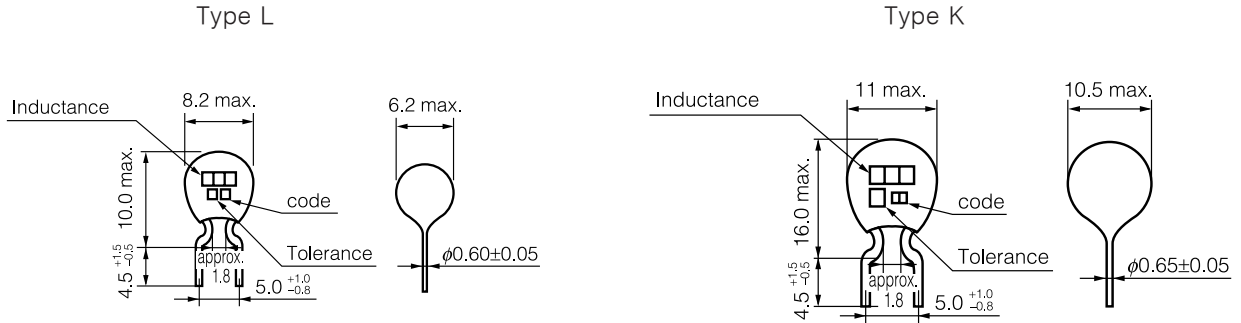 Type L
Inductance
8.2 max.
6.2 max.
10.0 max.
code
Tolerance
4.5 +1.5 -0.5
approx.
1.8
5.0 +1.0 -0.8
ϕ0.60±0.05
Type K
Inductance
11 max.
10.5 max.
16.0 max.
code
Tolerance
4.5 +1.5 -0.5
approx.
1.8
5.0 +1.0 -0.8
ϕ0.65±0.05